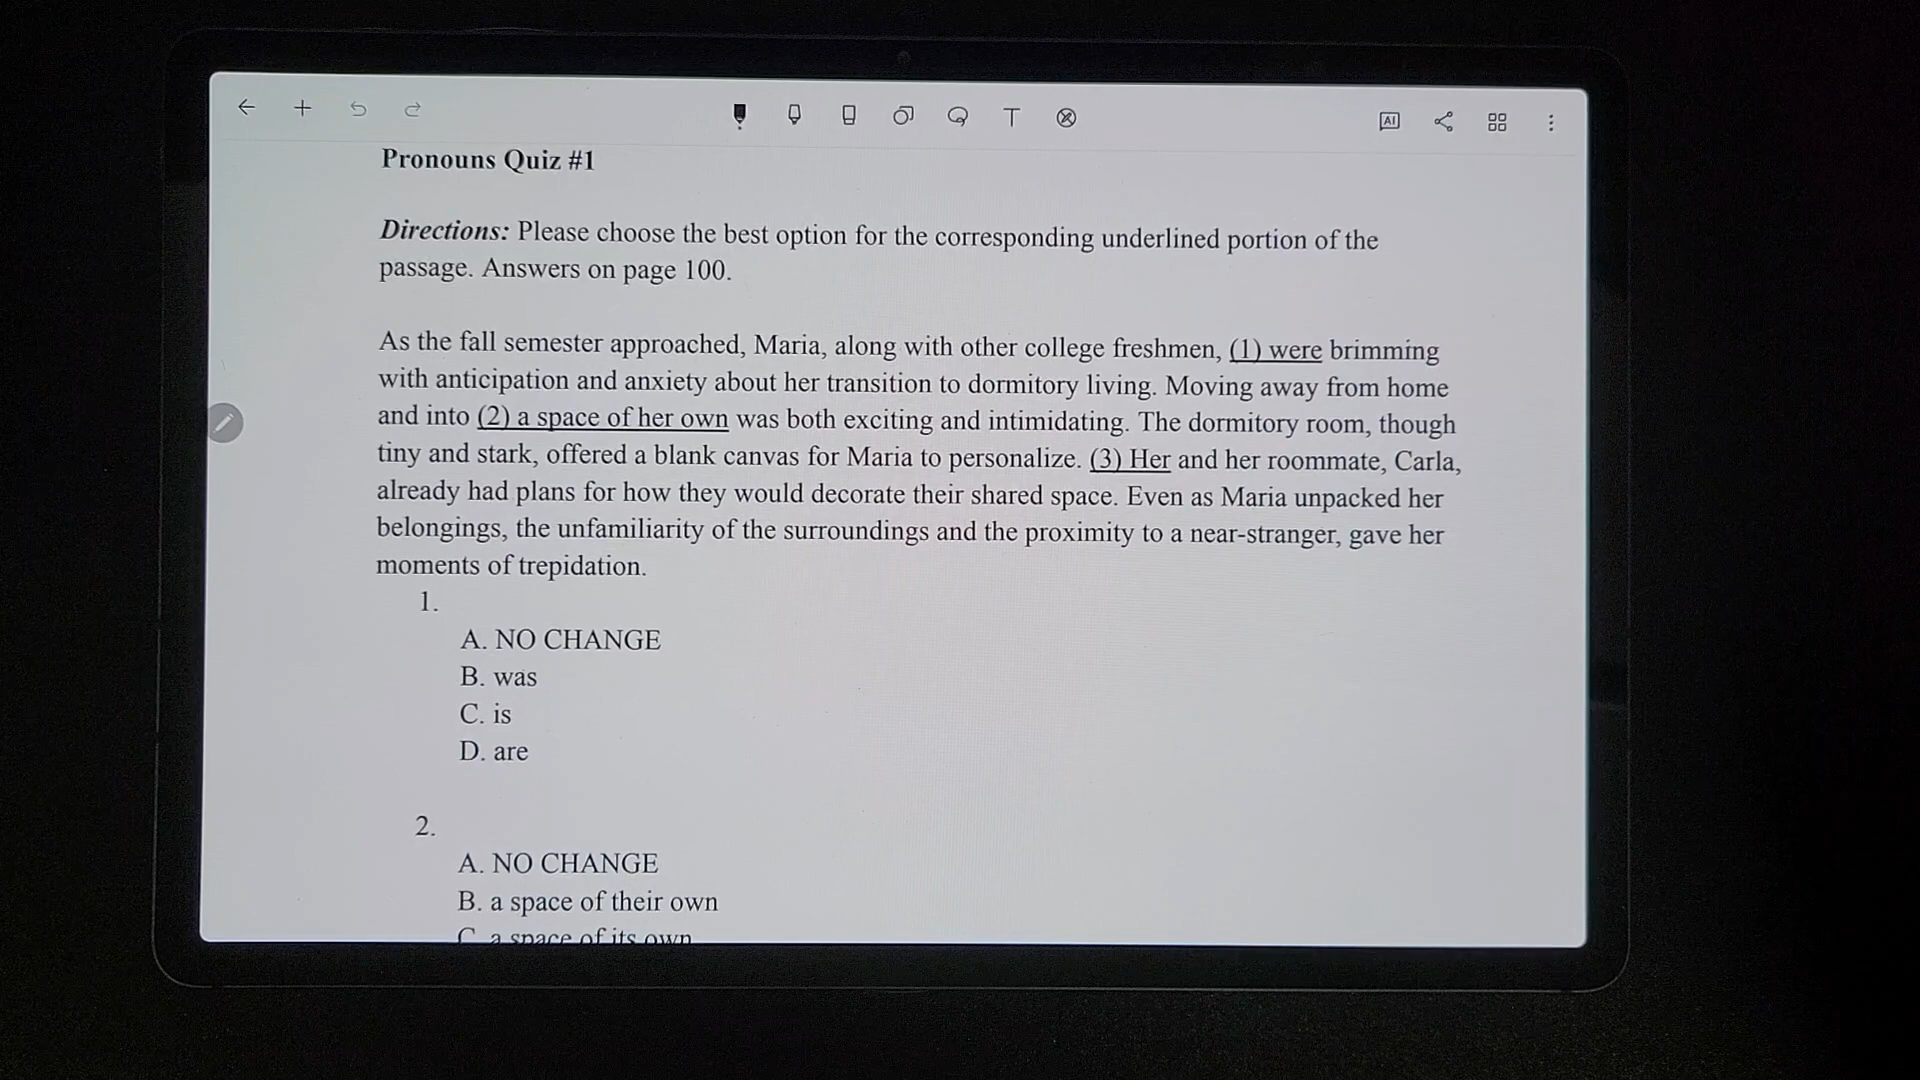 AI
Pronouns Quiz #1
Directions: Please choose the best option for the corresponding underlined portion of the
passage. Answers on page 100.
As the fall semester approached, Maria, along with other college freshmen, (1) were brimming
with anticipation and anxiety about her transition to dormitory living. Moving away from home
and into (2) a space of her own was both exciting and intimidating. The dormitory room, though
tiny and stark, offered a blank canvas for Maria to personalize. (3) Her and her roommate, Carla,
already had plans for how they would decorate their shared space. Even as Maria unpacked her
belongings, the unfamiliarity of the surroundings and the proximity to a near-stranger, gave her
moments of trepidation.
1.
A. NO CHANGE
B. was
C. is
D. are
2.
A. NO CHANGE
B. a space of their own
C. a space of its own